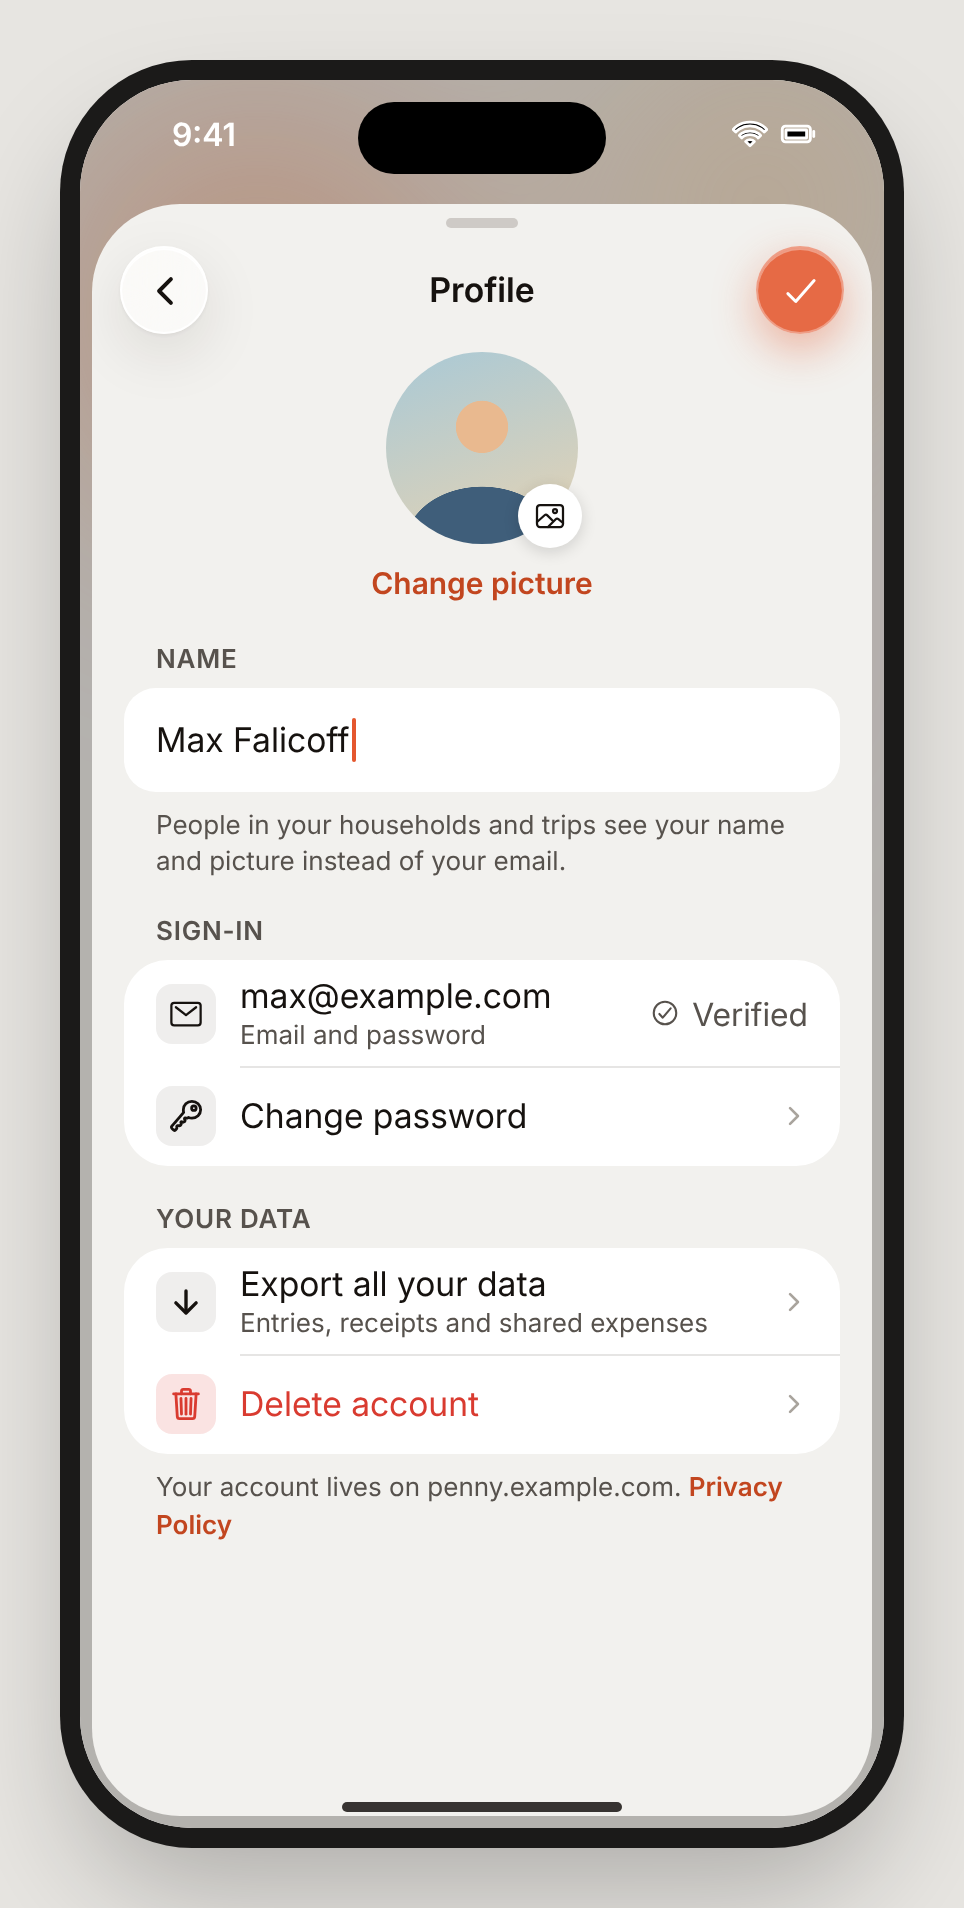 9:41
Profile
Change picture
NAME
Max Falicoff
People in your households and trips see your name
and picture instead of your email.
SIGN-IN
max@example.com
Email and password
Verified
Change password
YOUR DATA
Export all your data
Entries, receipts and shared expenses
Delete account
Your account lives on penny.example.com. Privacy
Policy